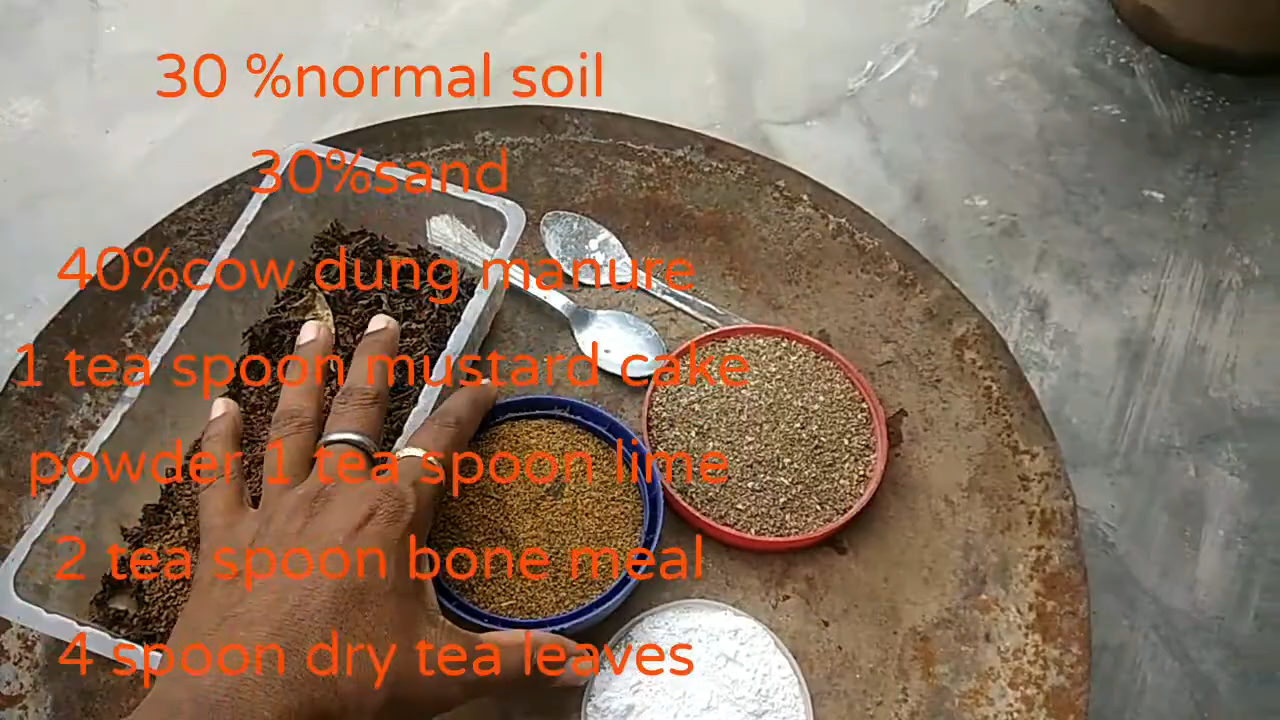 30 %normal soil
30%sand
40%cow dung manure
1 tea spoon mustard cake
powder 1 tea spoon lime
2 tea spoon bone meal
4 spoon dry tea leaves